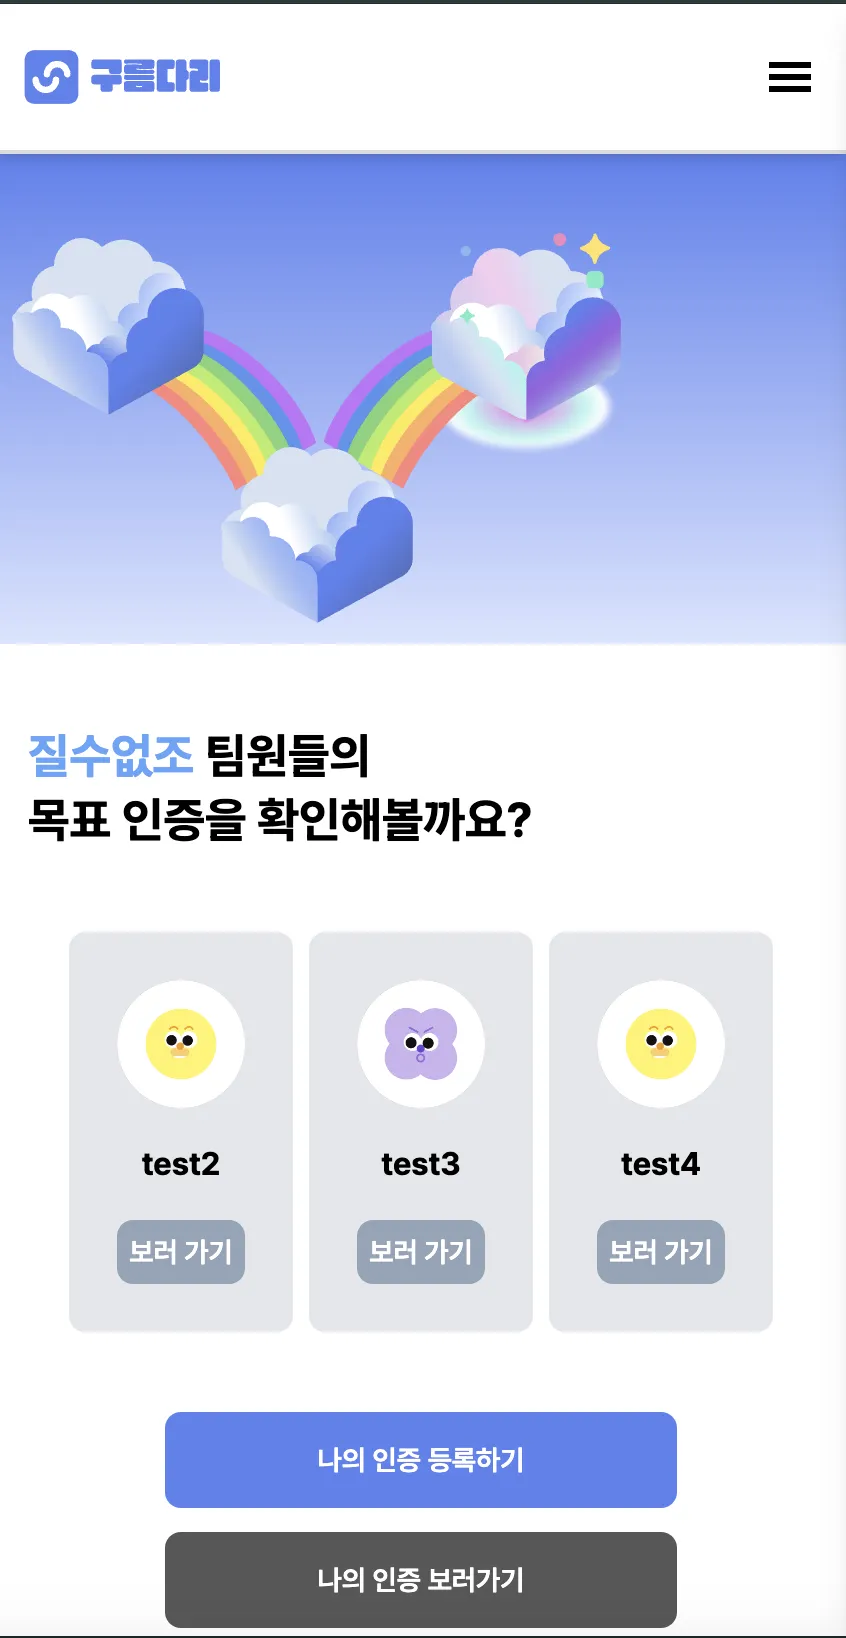 구름다리
질수없조 팀원들의
목표 인증을 확인해볼까요?
test2
test3
test4
보러 가기
보러 가기
보러 가기
나의 인증 등록하기
나의 인증 보러가기